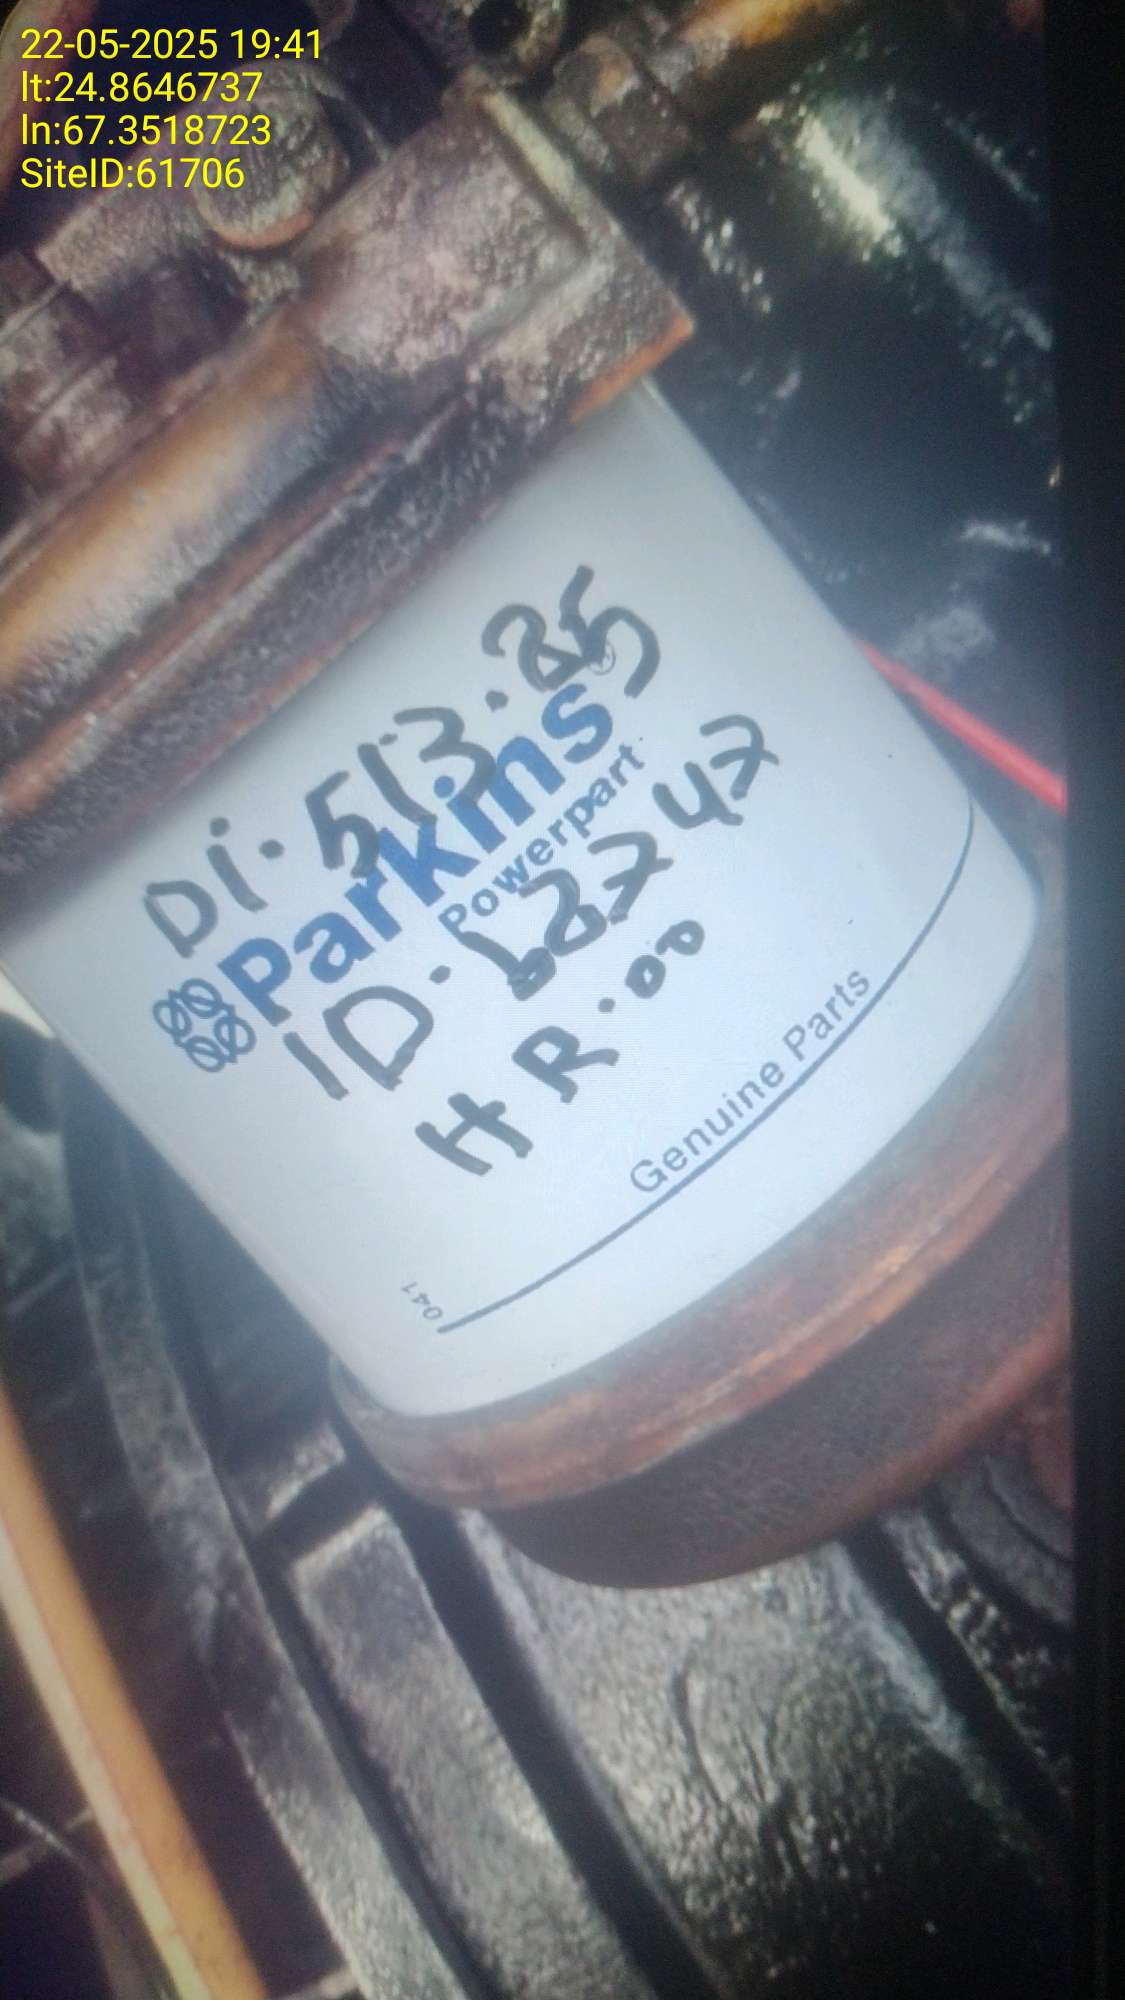 22-05-2025 19:41
lt:24.8646737
ln:67.3518723
SiteID:61706
DI.513.25
Parkins
Powerpart
ID.
HR.00
Genuine Parts
041